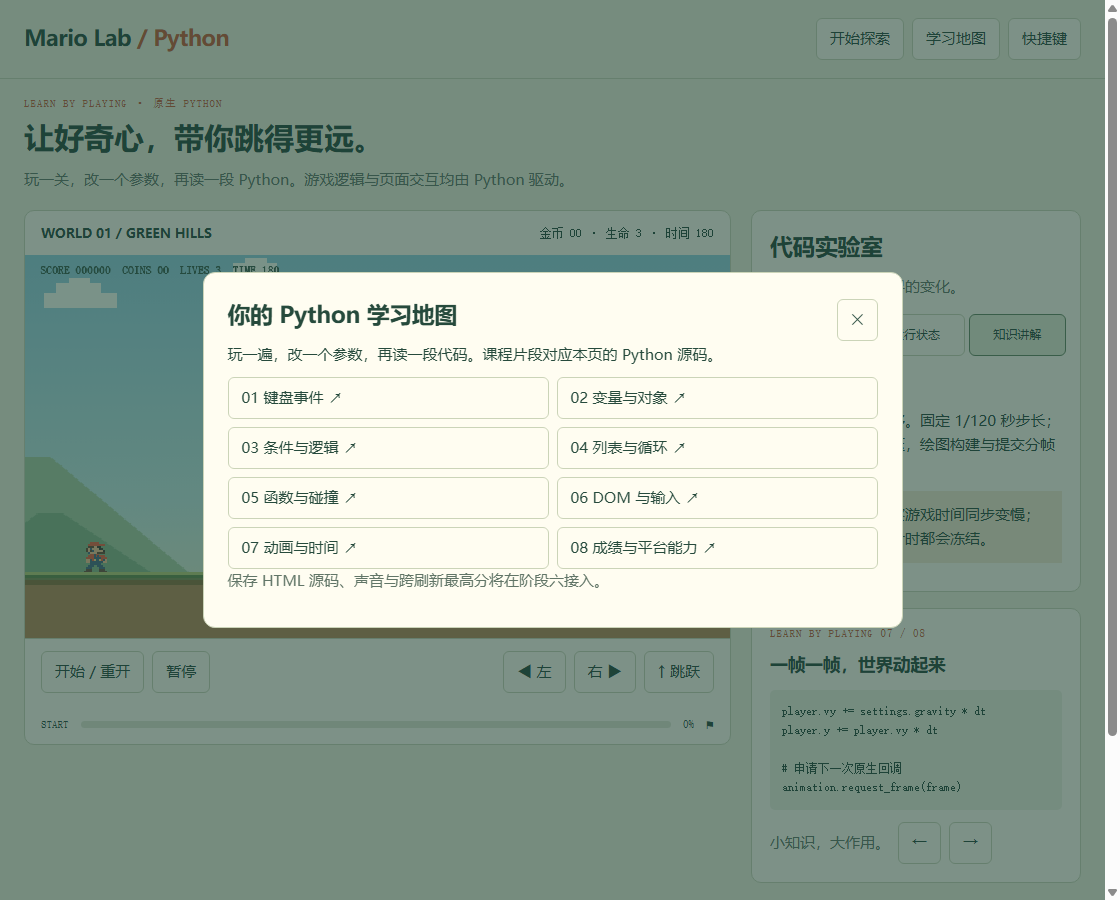 Mario Lab / Python
开始探索
学习地图
快捷键
LEARN BY PLAYING · 原生 PYTHON
让好奇心，带你跳得更远。
玩一关，改一个参数，再读一段 Python。游戏逻辑与页面交互均由 Python 驱动。
WORLD 01 / GREEN HILLS
金币 00 · 生命 3 · 时间 180
SCORE 000000 COINS 00 LIVES 3 TIME 180
代码实验室
的变化。
行状态
知识讲解
。固定 1/120 秒步长；
，绘图构建与提交分帧
游戏时间同步变慢；
时都会冻结。
你的 Python 学习地图
×
玩一遍，改一个参数，再读一段代码。课程片段对应本页的 Python 源码。
01 键盘事件 ↗
02 变量与对象 ↗
03 条件与逻辑 ↗
04 列表与循环 ↗
05 函数与碰撞 ↗
06 DOM 与输入 ↗
07 动画与时间 ↗
08 成绩与平台能力 ↗
保存 HTML 源码、声音与跨刷新最高分将在阶段六接入。
开始 / 重开
暂停
◀ 左
右 ▶
↑ 跳跃
START
0% ⚑
LEARN BY PLAYING 07 / 08
一帧一帧，世界动起来
player.vy += settings.gravity * dt
player.y += player.vy * dt
# 申请下一次原生回调
animation.request_frame(frame)
小知识，大作用。
←
→